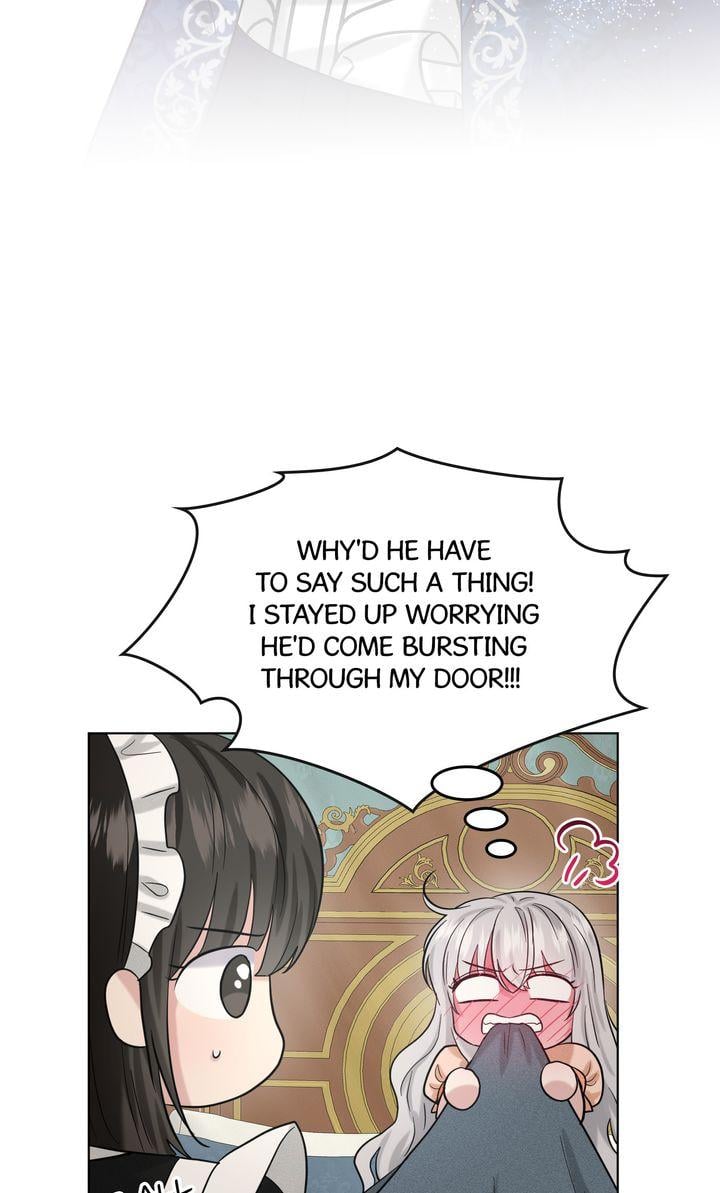 WHY'D HE HAVE
TO SAY SUCH A THING!
I STAYED UP WORRYING
HE'D COME BURSTING
THROUGH MY DOOR!!!